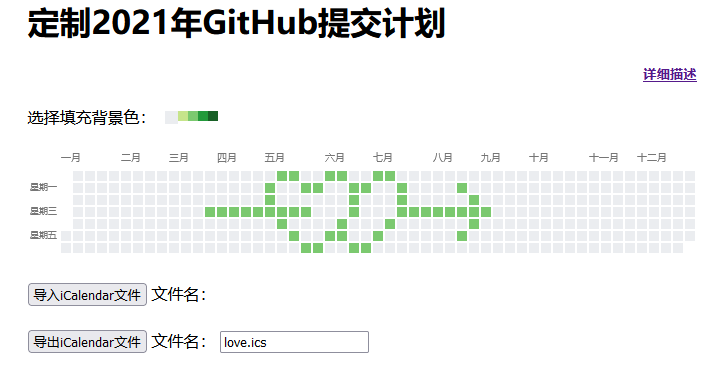 定制2021年GitHub提交计划
详细描述
选择填充背景色：
一月 二月 三月 四月 五月 六月 七月 八月 九月 十月 十一月 十二月
星期一
星期三
星期五
导入iCalendar文件 文件名：
导出iCalendar文件 文件名： love.ics